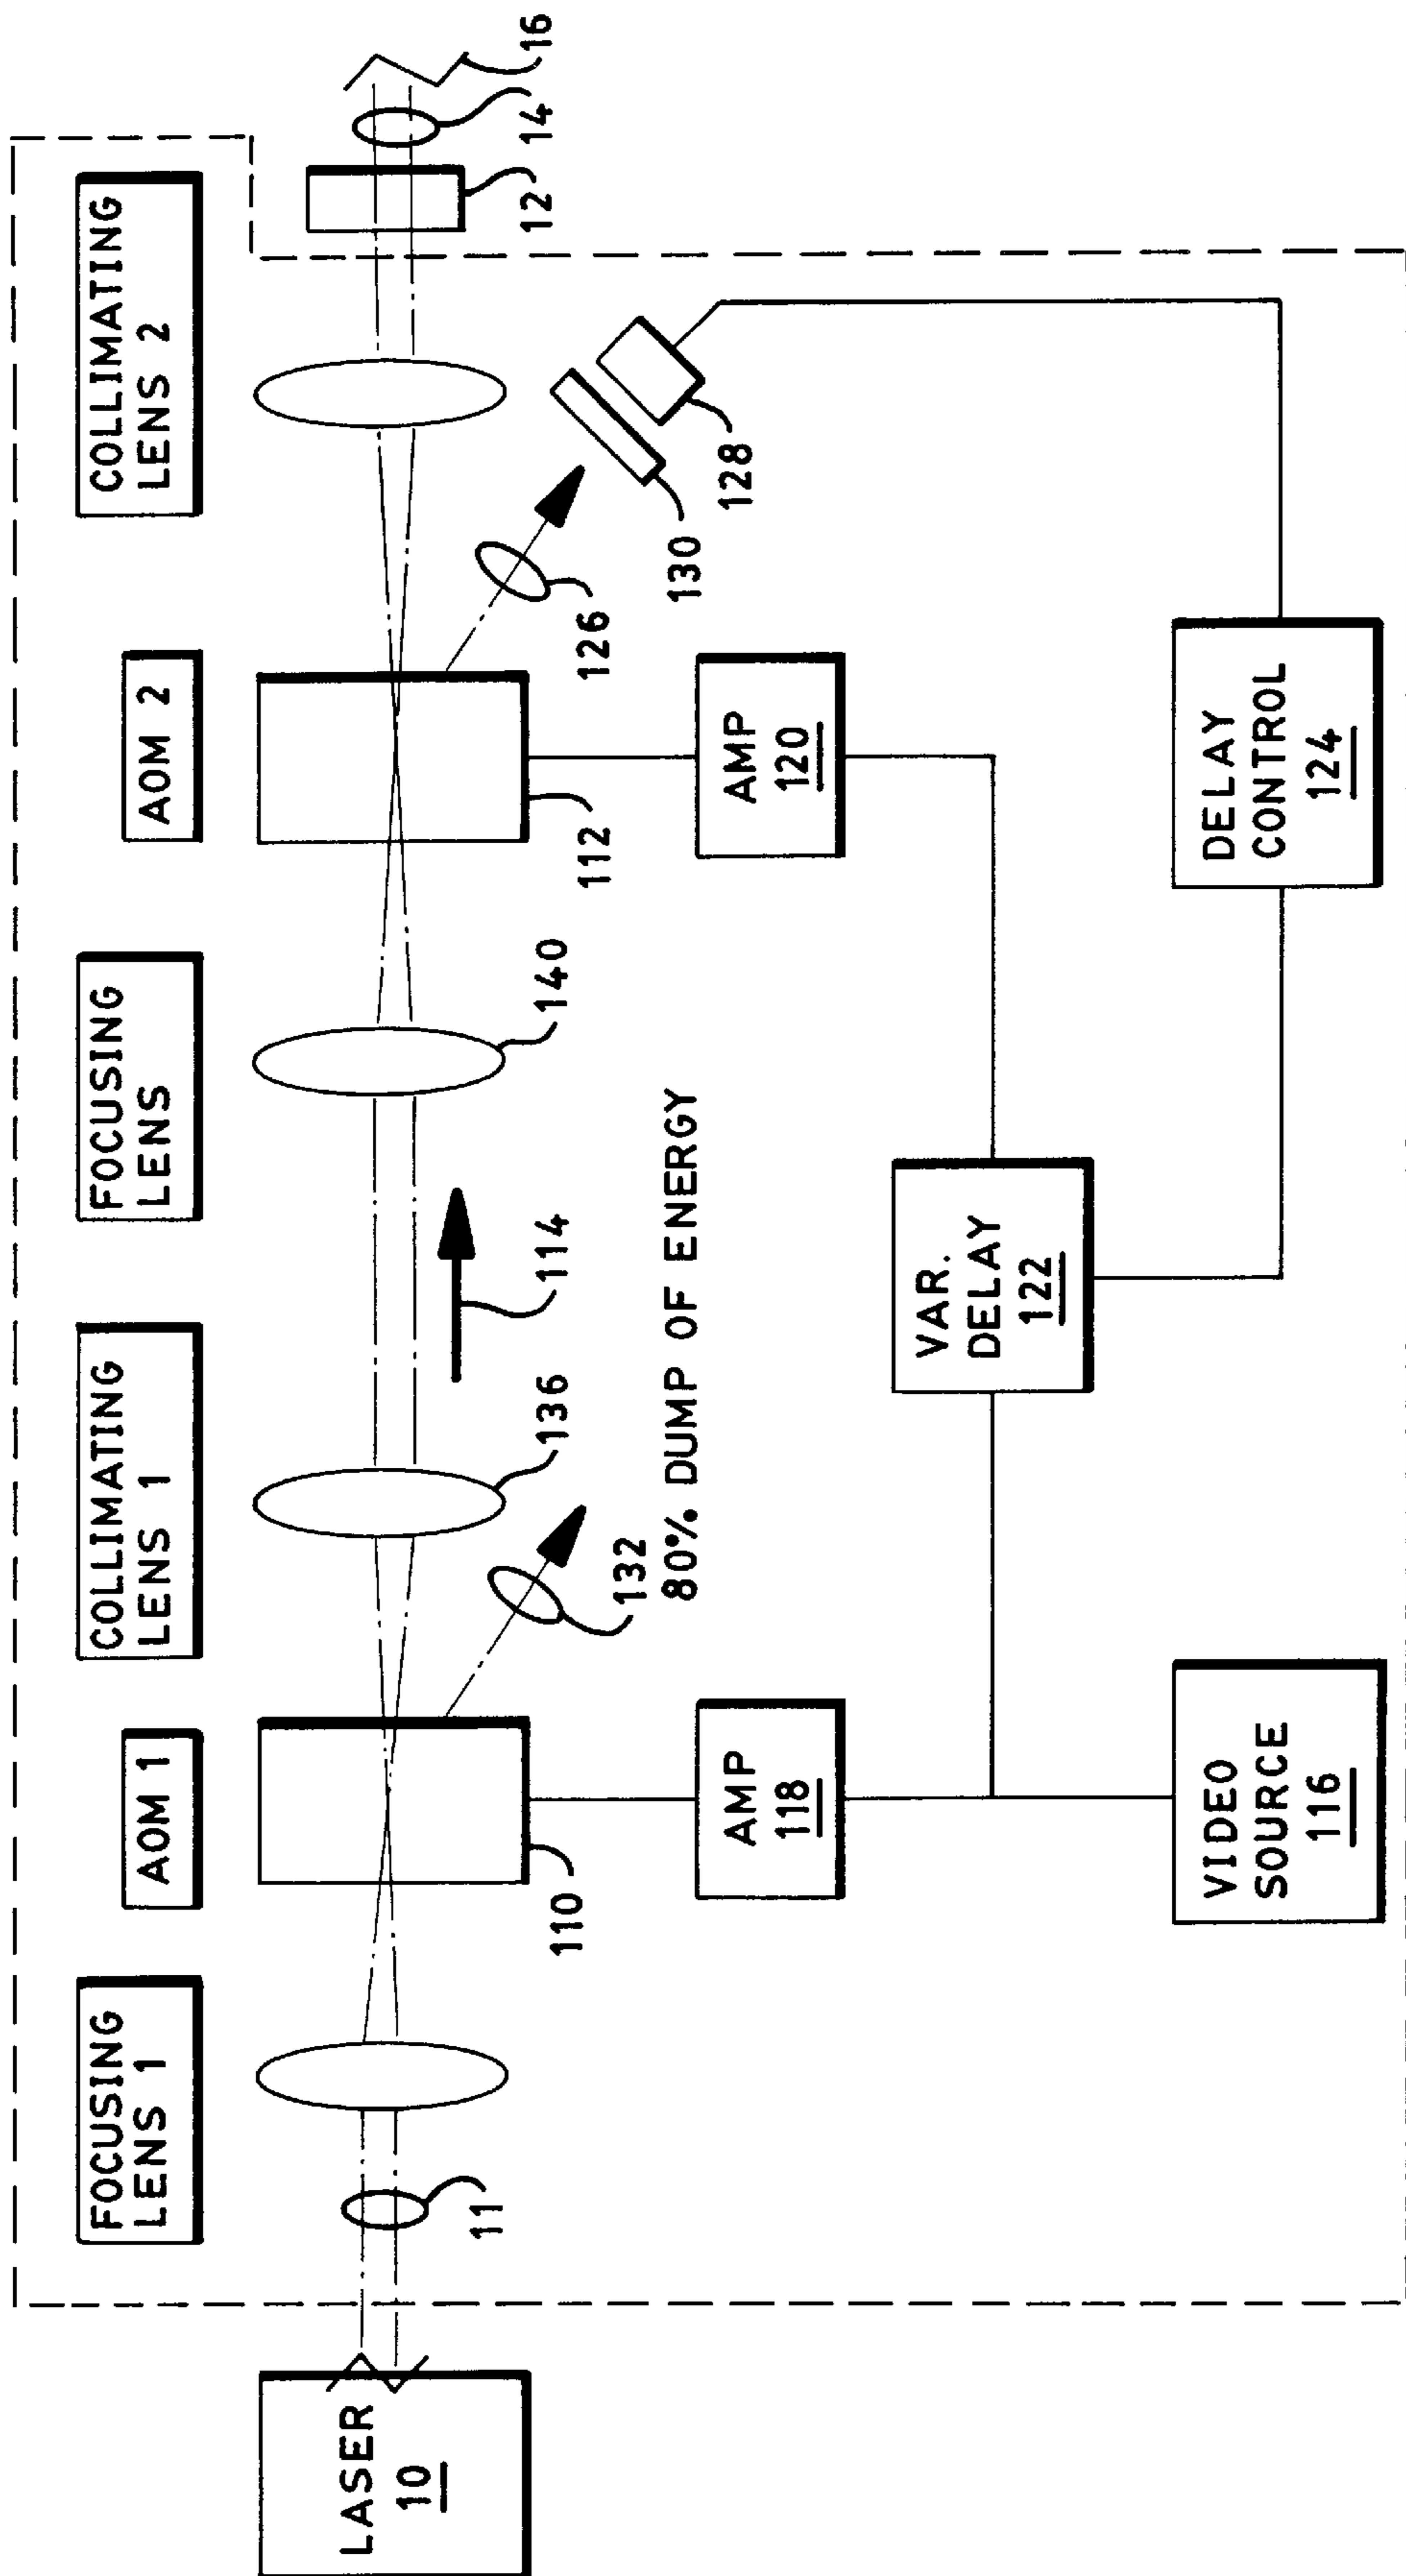 FOCUSING
LENS 1
AOM 1
COLLIMATING
LENS 1
FOCUSING
LENS
AOM 2
COLLIMATING
LENS 2
LASER
10
11
110
132
80% DUMP OF ENERGY
136
114
140
112
126
130
128
12
14
16
AMP
118
AMP
120
VAR.
DELAY
122
VIDEO
SOURCE
116
DELAY
CONTROL
124